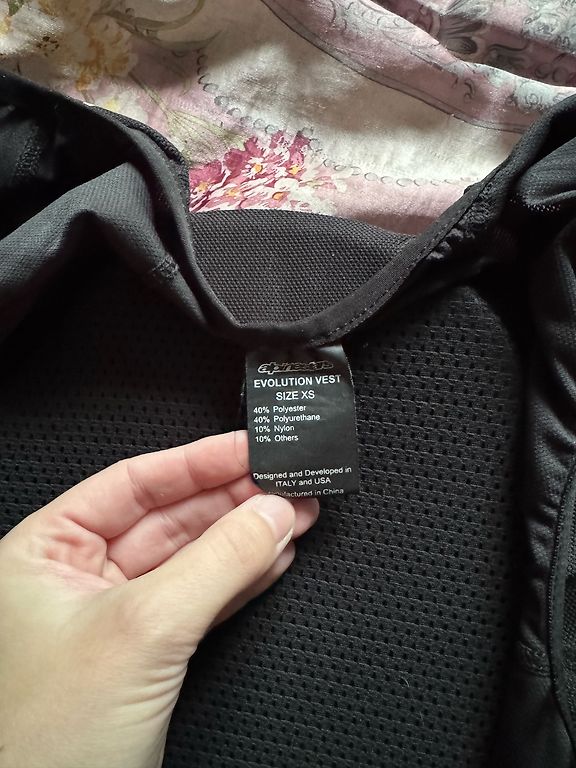 alpinestars
EVOLUTION VEST
SIZE XS
40% Polyester
40% Polyurethane
10% Nylon
10% Others
Designed and Developed in
ITALY and USA
Manufactured in China